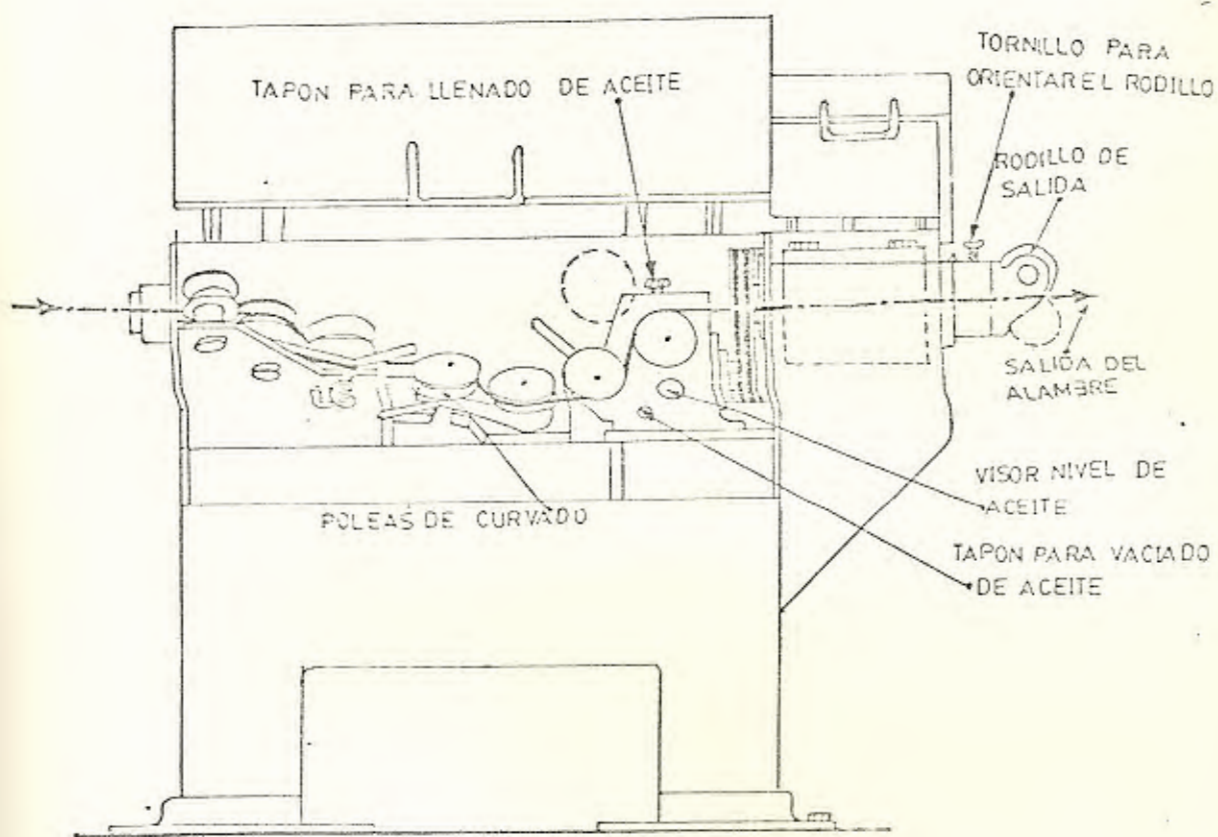 TORNILLO PARA
ORIENTAR EL RODILLO
TAPON PARA LLENADO DE ACEITE
RODILLO DE
SALIDA
SALIDA DEL
ALAMBRE
VISOR NIVEL DE
ACEITE
POLEAS DE CURVADO
TAPON PARA VACIADO
DE ACEITE